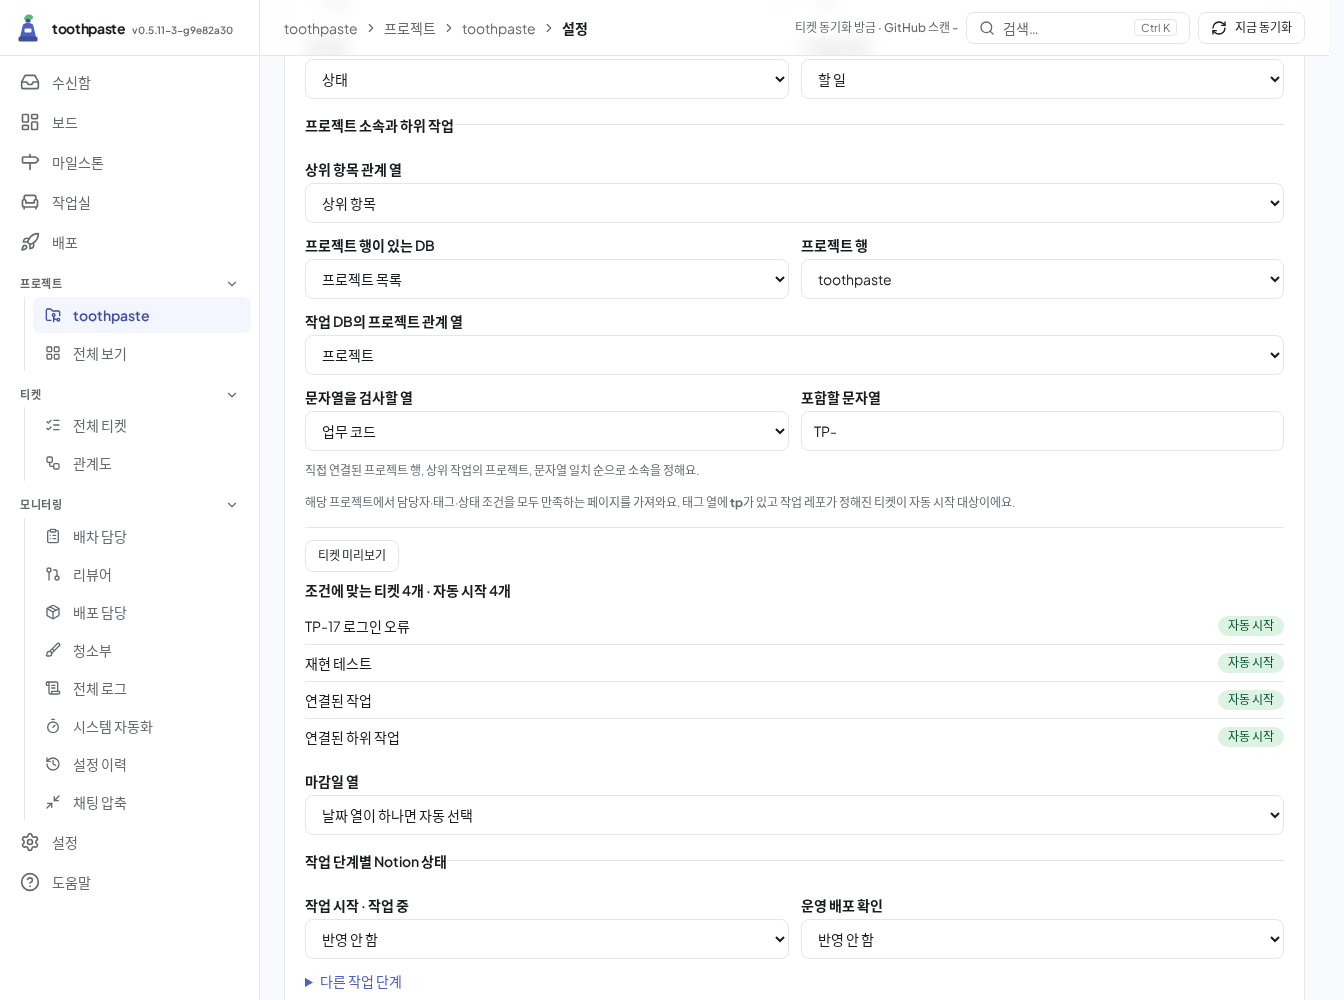 toothpaste v0.5.11-3-g9e82a30
toothpaste > 프로젝트 > toothpaste > 설정
티켓 동기화 방금 · GitHub 스캔 -
검색...
Ctrl K
지금 동기화
수신함
보드
마일스톤
작업실
배포
프로젝트
toothpaste
전체 보기
티켓
전체 티켓
관계도
모니터링
배차 담당
리뷰어
배포 담당
청소부
전체 로그
시스템 자동화
설정 이력
채팅 압축
설정
도움말
상태
할 일
프로젝트 소속과 하위 작업
상위 항목 관계 열
상위 항목
프로젝트 행이 있는 DB
프로젝트 행
프로젝트 목록
toothpaste
작업 DB의 프로젝트 관계 열
프로젝트
문자열을 검사할 열
포함할 문자열
업무 코드
TP-
직접 연결된 프로젝트 행, 상위 작업의 프로젝트, 문자열 일치 순으로 소속을 정해요.
해당 프로젝트에서 담당자·태그·상태 조건을 모두 만족하는 페이지를 가져와요. 태그 열에 tp가 있고 작업 레포가 정해진 티켓이 자동 시작 대상이에요.
티켓 미리보기
조건에 맞는 티켓 4개 · 자동 시작 4개
TP-17 로그인 오류
자동 시작
재현 테스트
자동 시작
연결된 작업
자동 시작
연결된 하위 작업
자동 시작
마감일 열
날짜 열이 하나면 자동 선택
작업 단계별 Notion 상태
작업 시작 · 작업 중
운영 배포 확인
반영 안 함
반영 안 함
다른 작업 단계